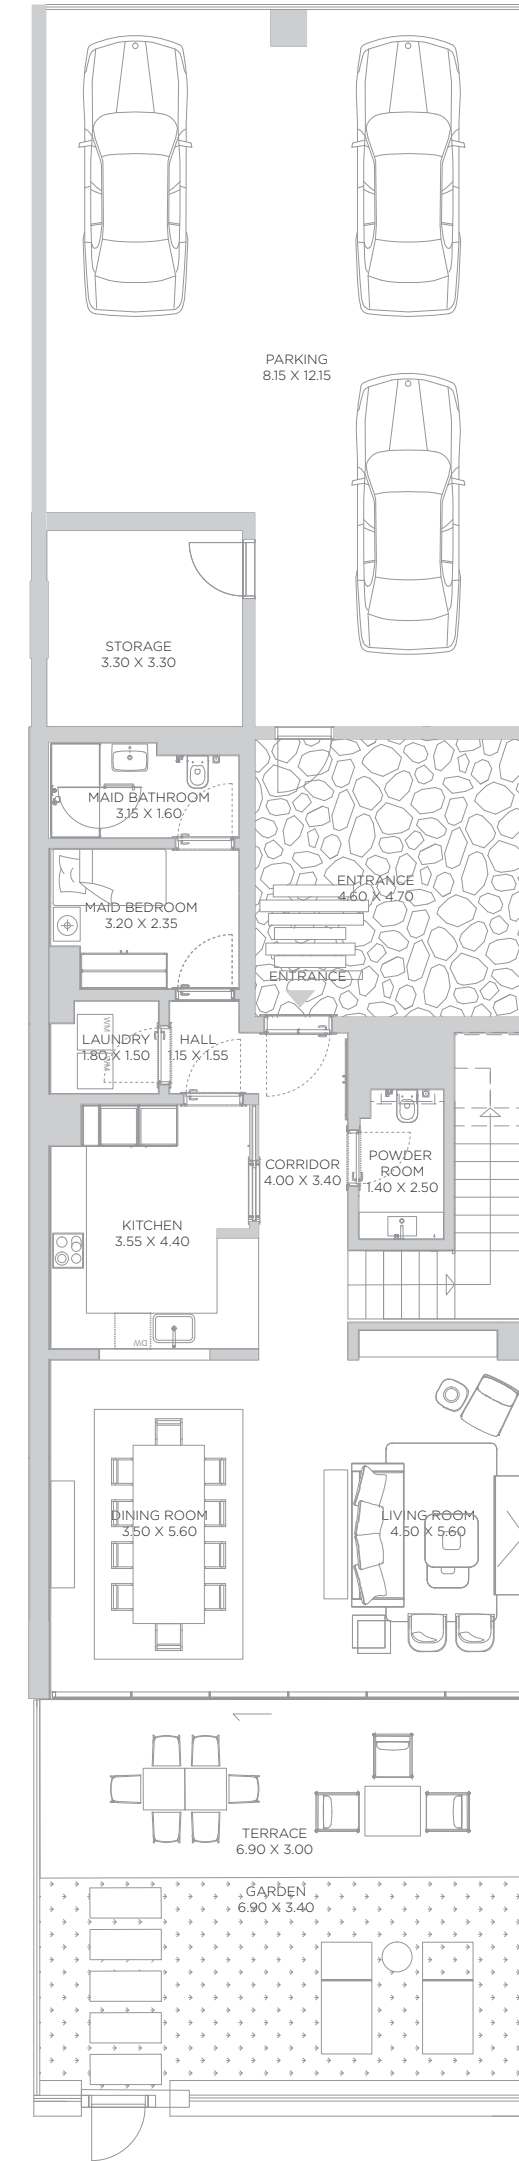 PARKING
8.15 X 12.15
STORAGE
3.30 X 3.30
MAID BATHROOM
3.15 X 1.60
ENTRANCE
4.60 X 4.70
MAID BEDROOM
3.20 X 2.35
ENTRANCE
WM
LAUNDRY
1.80 X 1.50
HALL
1.15 X 1.55
POWDER
ROOM
1.40 X 2.50
CORRIDOR
4.00 X 3.40
KITCHEN
3.55 X 4.40
DW
DINING ROOM
3.50 X 5.60
LIVING ROOM
4.50 X 5.60
TERRACE
6.90 X 3.00
GARDEN
6.90 X 3.40